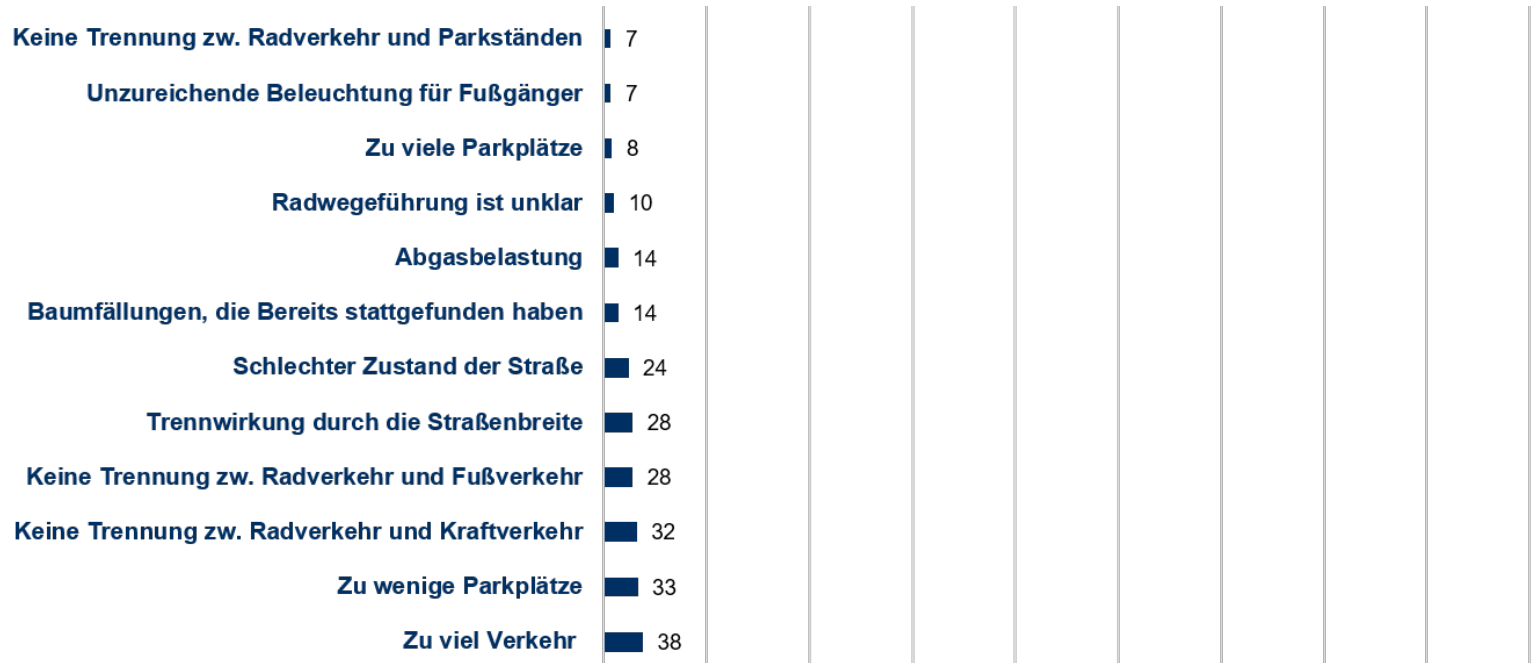 Keine Trennung zw. Radverkehr und Parkständen 7
Unzureichende Beleuchtung für Fußgänger 7
Zu viele Parkplätze 8
Radwegeführung ist unklar 10
Abgasbelastung 14
Baumfällungen, die Bereits stattgefunden haben 14
Schlechter Zustand der Straße 24
Trennwirkung durch die Straßenbreite 28
Keine Trennung zw. Radverkehr und Fußverkehr 28
Keine Trennung zw. Radverkehr und Kraftverkehr 32
Zu wenige Parkplätze 33
Zu viel Verkehr 38